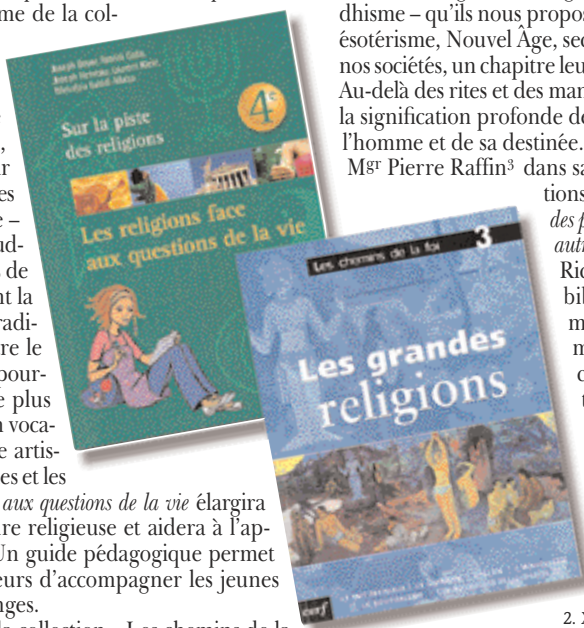 me de la col-
,
r
es
e –
ud-
de
nt la
radi-
re le
pour-
e plus
n voca-
e artis-
es et les
aux questions de la vie élargira
re religieuse et aidera à l'ap-
Un guide pédagogique permet
eurs d'accompagner les jeunes
nges.
la collection « Les chemins de la
Sur la piste
des religions
4e
Les religions face
aux questions de la vie
Les chemins de la foi 3
Les grandes
religions
cerf
dhisme – qu'ils nous propos
ésotérisme, Nouvel Âge, sec
nos sociétés, un chapitre leu
Au-delà des rites et des man
la signification profonde de
l'homme et de sa destinée.
Mgr Pierre Raffin3 dans sa
tions
des p
autr
Ric
bib
m
m
c
t
2.